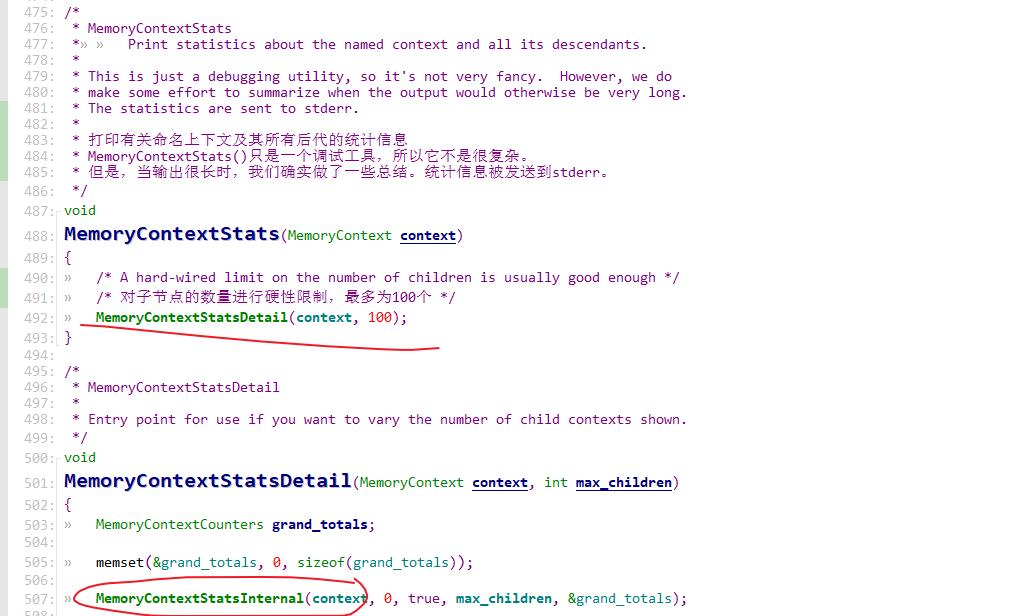 475: /*
476:  * MemoryContextStats
477:  *» »   Print statistics about the named context and all its descendants.
478:  *
479:  * This is just a debugging utility, so it's not very fancy.  However, we do
480:  * make some effort to summarize when the output would otherwise be very long.
481:  * The statistics are sent to stderr.
482:  *
483:  * 打印有关命名上下文及其所有后代的统计信息
484:  * MemoryContextStats()只是一个调试工具，所以它不是很复杂。
485:  * 但是，当输出很长时，我们确实做了一些总结。统计信息被发送到stderr。
486:  */
487: void
488: MemoryContextStats(MemoryContext context)
489: {
490: »   /* A hard-wired limit on the number of children is usually good enough */
491: »   /* 对子节点的数量进行硬性限制，最多为100个 */
492: »   MemoryContextStatsDetail(context, 100);
493: }
494:
495: /*
496:  * MemoryContextStatsDetail
497:  *
498:  * Entry point for use if you want to vary the number of child contexts shown.
499:  */
500: void
501: MemoryContextStatsDetail(MemoryContext context, int max_children)
502: {
503: »   MemoryContextCounters grand_totals;
504:
505: »   memset(&grand_totals, 0, sizeof(grand_totals));
506:
507: »   MemoryContextStatsInternal(context, 0, true, max_children, &grand_totals);